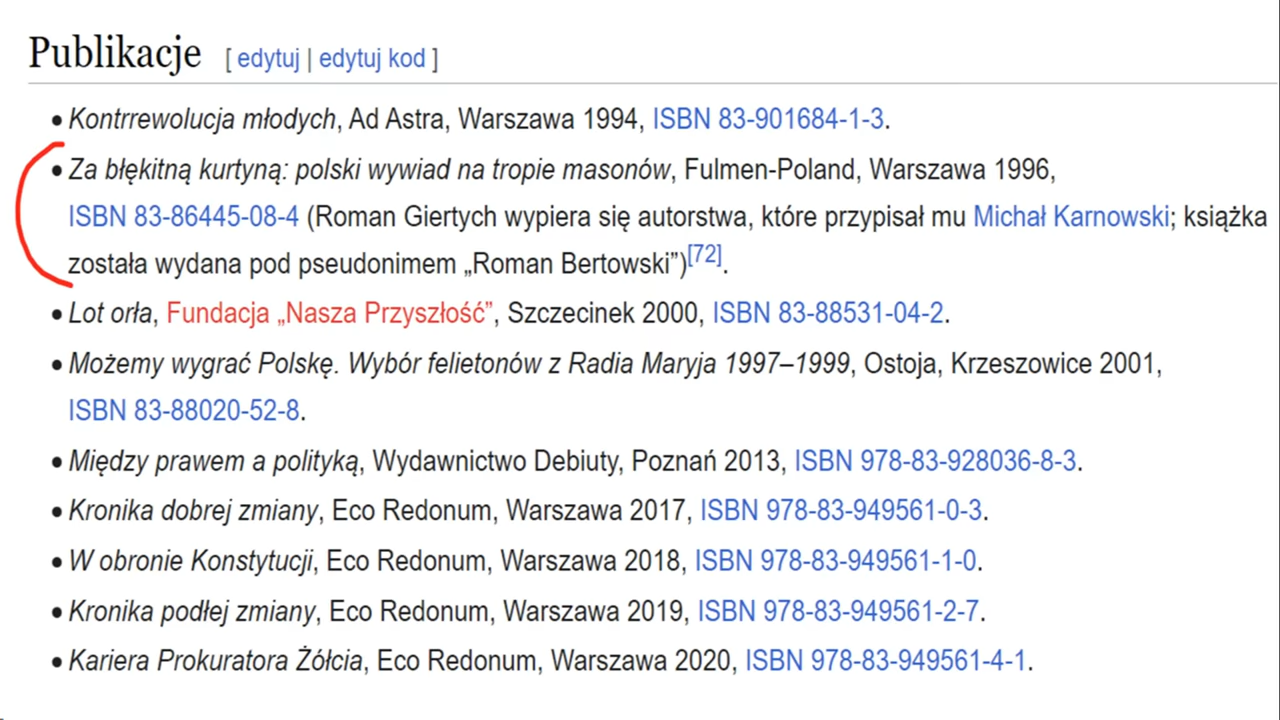 Publikacje [ edytuj | edytuj kod ]
• Kontrrewolucja młodych, Ad Astra, Warszawa 1994, ISBN 83-901684-1-3.
• Za błękitną kurtyną: polski wywiad na tropie masonów, Fulmen-Poland, Warszawa 1996,
ISBN 83-86445-08-4 (Roman Giertych wypiera się autorstwa, które przypisał mu Michał Karnowski; książka
została wydana pod pseudonimem „Roman Bertowski”)[72].
• Lot orła, Fundacja „Nasza Przyszłość”, Szczecinek 2000, ISBN 83-88531-04-2.
• Możemy wygrać Polskę. Wybór felietonów z Radia Maryja 1997–1999, Ostoja, Krzeszowice 2001,
ISBN 83-88020-52-8.
• Między prawem a polityką, Wydawnictwo Debiuty, Poznań 2013, ISBN 978-83-928036-8-3.
• Kronika dobrej zmiany, Eco Redonum, Warszawa 2017, ISBN 978-83-949561-0-3.
• W obronie Konstytucji, Eco Redonum, Warszawa 2018, ISBN 978-83-949561-1-0.
• Kronika podłej zmiany, Eco Redonum, Warszawa 2019, ISBN 978-83-949561-2-7.
• Kariera Prokuratora Żółcia, Eco Redonum, Warszawa 2020, ISBN 978-83-949561-4-1.